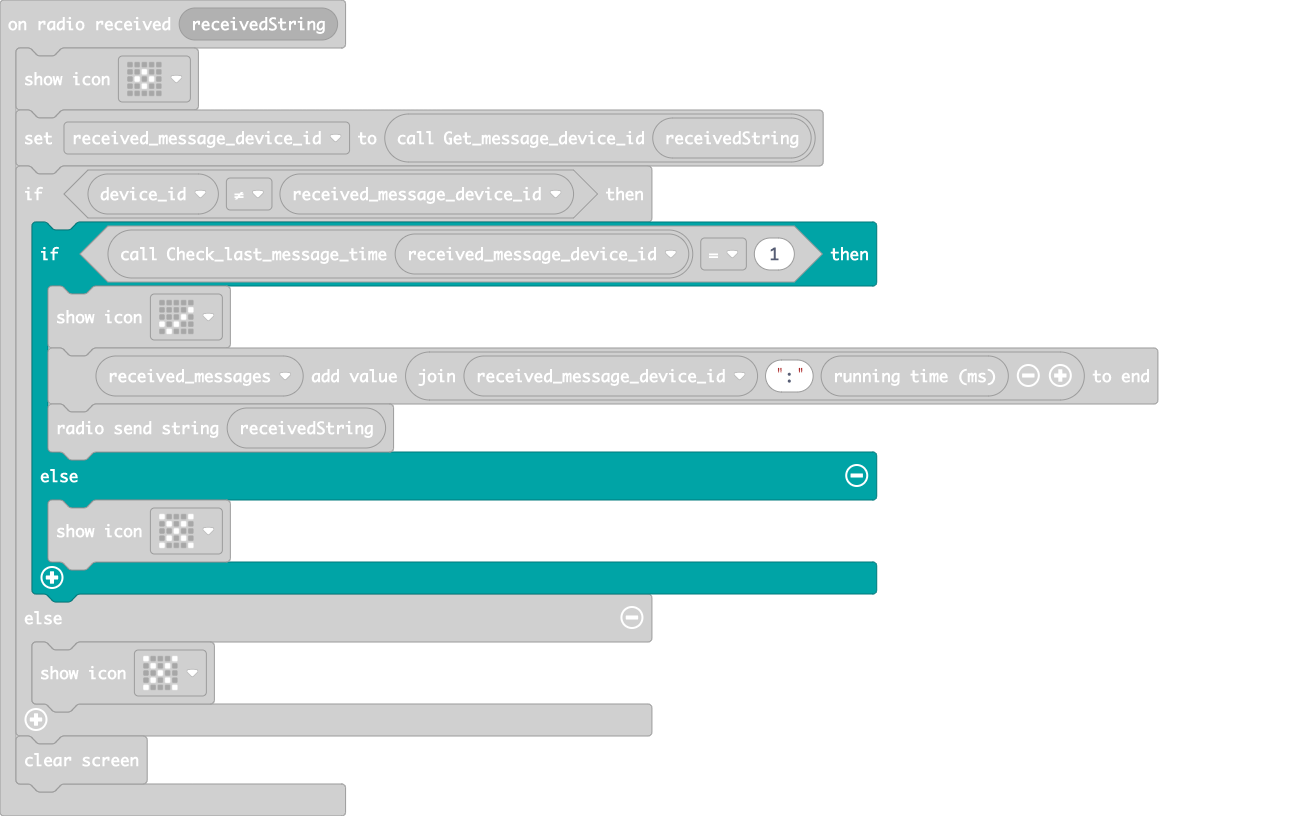 on radio received receivedString
show icon
set received_message_device_id to call Get_message_device_id receivedString
if device_id ≠ received_message_device_id then
if call Check_last_message_time received_message_device_id = 1 then
show icon
received_messages add value join received_message_device_id ":" running time (ms) to end
radio send string receivedString
else
show icon
else
show icon
clear screen